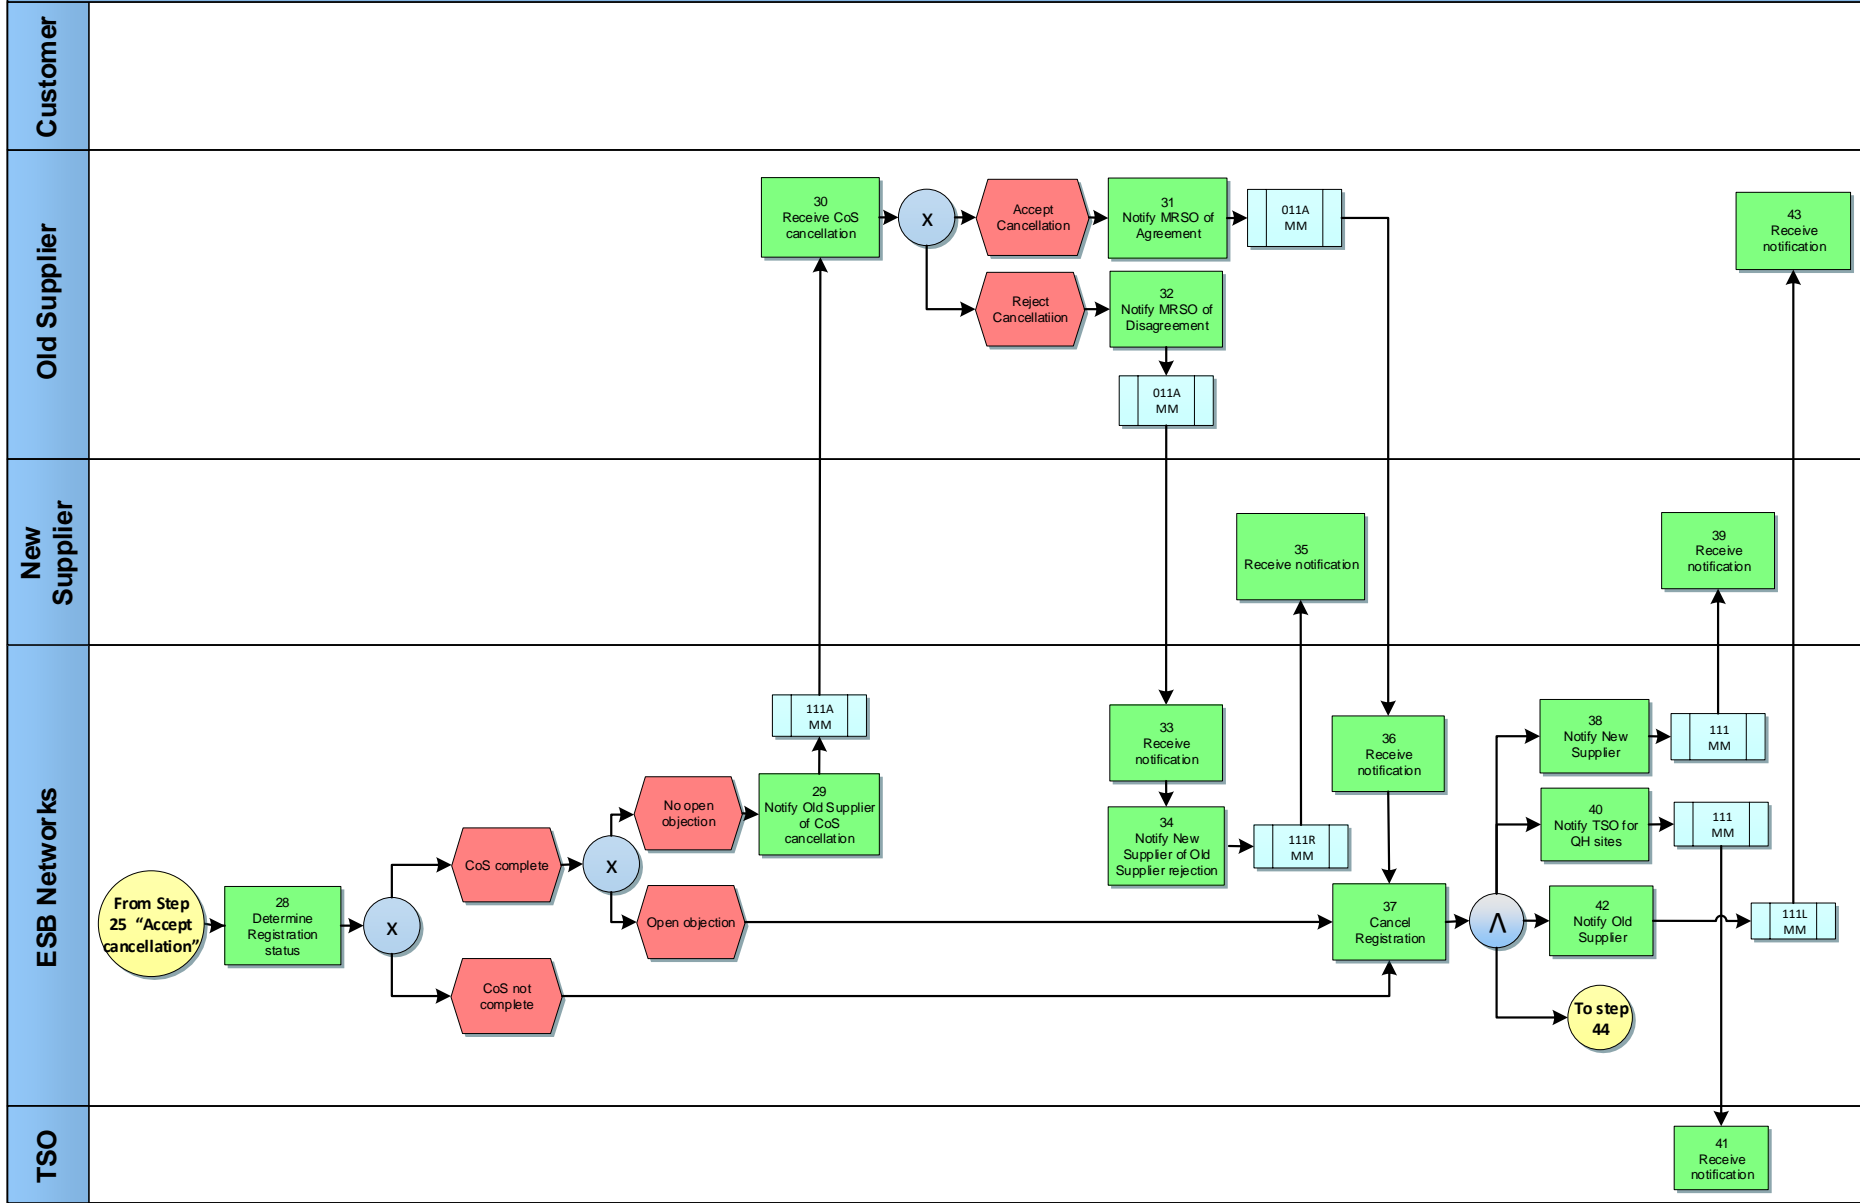 Customer
Old Supplier
30
Receive CoS
cancellation
X
Accept
Cancellation
31
Notify MRSO of
Agreement
011A
MM
43
Receive
notification
Reject
Cancellatiion
32
Notify MRSO of
Disagreement
011A
MM
New
Supplier
35
Receive notification
39
Receive
notification
ESB Networks
From Step
25 “Accept
cancellation”
28
Determine
Registration
status
X
CoS complete
CoS not
complete
X
No open
objection
Open objection
29
Notify Old Supplier
of CoS
cancellation
111A
MM
33
Receive
notification
34
Notify New
Supplier of Old
Supplier rejection
111R
MM
36
Receive
notification
37
Cancel
Registration
Λ
38
Notify New
Supplier
111
MM
40
Notify TSO for
QH sites
111
MM
42
Notify Old
Supplier
111L
MM
To step
44
TSO
41
Receive
notification